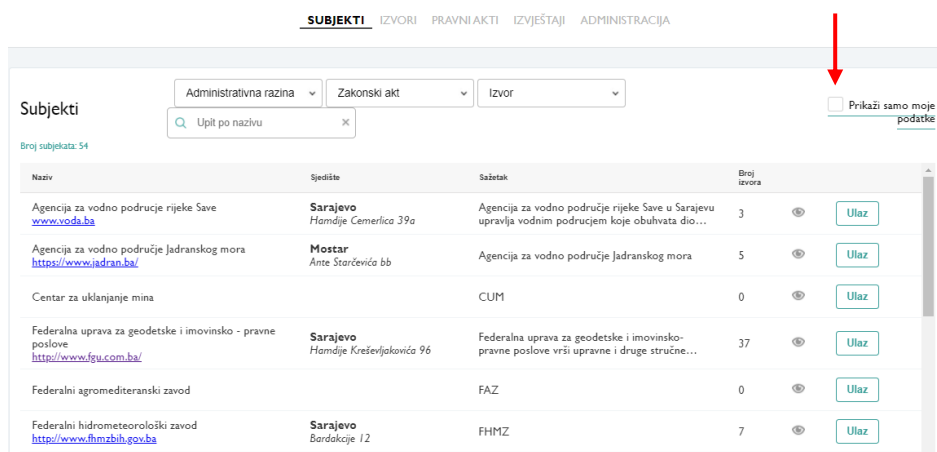 SUBJEKTI IZVORI PRAVNI AKTI IZVJEŠTAJI ADMINISTRACIJA
Subjekti
Administrativna razina
Zakonski akt
Izvor
Upit po nazivu
Prikaži samo moje
podatke
Broj subjekata: 54
Naziv Sjedište Sažetak Broj
izvora
Agencija za vodno podrucje rijeke Save
www.voda.ba
Sarajevo
Hamdije Cemerlica 39a
Agencija za vodno područje rijeke Save u Sarajevu
upravlja vodnim podrucjem koje obuhvata dio...
3
Ulaz
Agencija za vodno područje Jadranskog mora
https://www.jadran.ba/
Mostar
Ante Starčevića bb
Agencija za vodno područje Jadranskog mora
5
Ulaz
Centar za uklanjanje mina
CUM
0
Ulaz
Federalna uprava za geodetske i imovinsko - pravne
poslove
http://www.fgu.com.ba/
Sarajevo
Hamdije Kreševljakovića 96
Federalna uprava za geodetske i imovinsko-
pravne poslove vrši upravne i druge stručne...
37
Ulaz
Federalni agromediteranski zavod
FAZ
0
Ulaz
Federalni hidrometeorološki zavod
http://www.fhmzbih.gov.ba
Sarajevo
Bardakcije 12
FHMZ
7
Ulaz